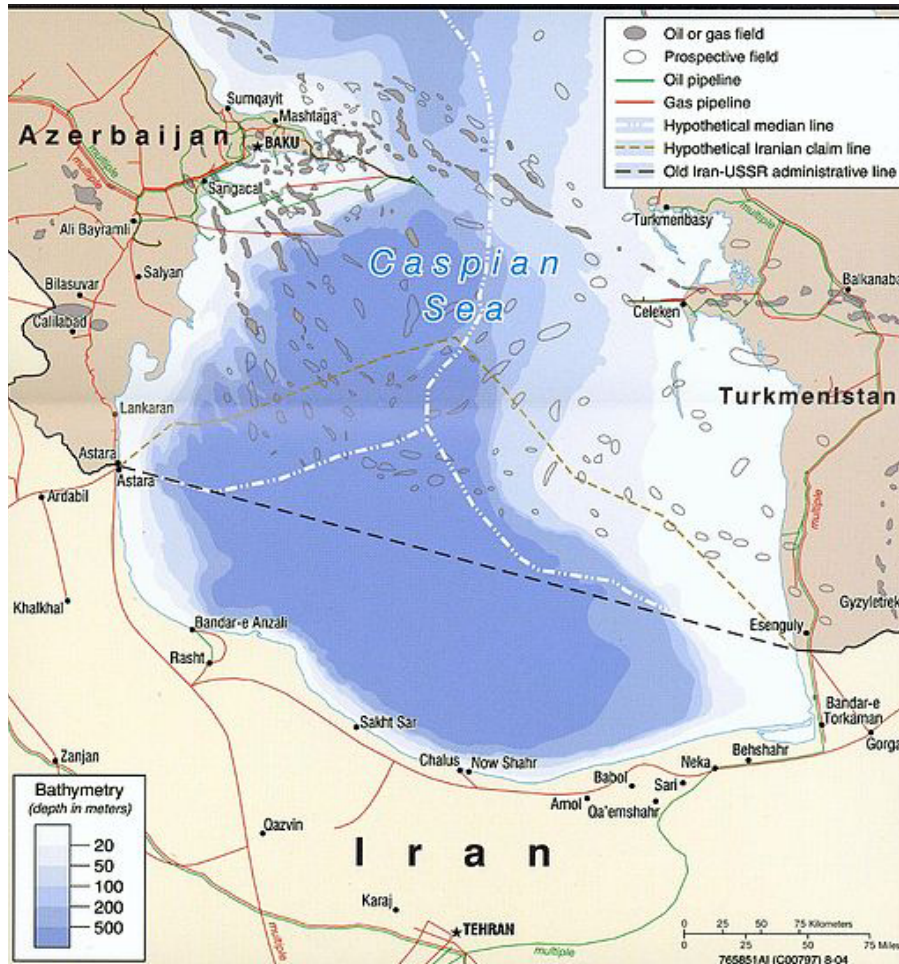 Oil or gas field
Prospective field
Oil pipeline
Gas pipeline
Hypothetical median line
Hypothetical Iranian claim line
Old Iran-USSR administrative line
Sumqayit
Mashtaga
Azerbaijan
BAKU
multiple
Sangacal
Ali Bayramli
Bilasuvar
Salyan
Calilabad
Lankaran
Astara
Astara
Ardabil
Khalkhal
Caspian
Sea
Turkmenbasy
multiple
Balkanaba
Celeken
Turkmenistan
multiple
Gyzyletrek
Esenguly
Bandar-e Anzali
Rasht
Sakht Sar
Bandar-e
Torkaman
Gorga
Zanjan
Chalus
Now Shahr
Behshahr
Neka
Babol
Sari
Amol
Qa'emshahr
Bathymetry
(depth in meters)
20
50
100
200
500
Qazvin
Iran
Karaj
TEHRAN
multiple
multiple
0 25 50 75 Kilometers
0 25 50 75 Miles
765851AI (C00797) 8-04